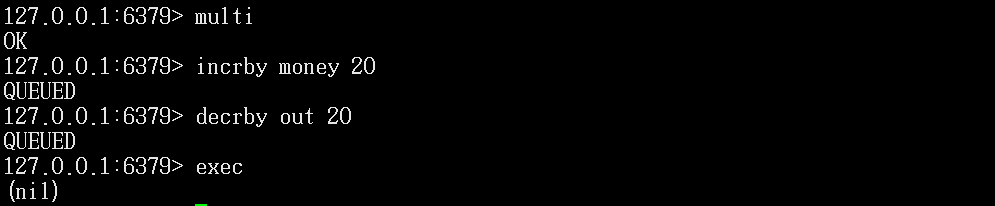 127.0.0.1:6379> multi
OK
127.0.0.1:6379> incrby money 20
QUEUED
127.0.0.1:6379> decrby out 20
QUEUED
127.0.0.1:6379> exec
(nil)